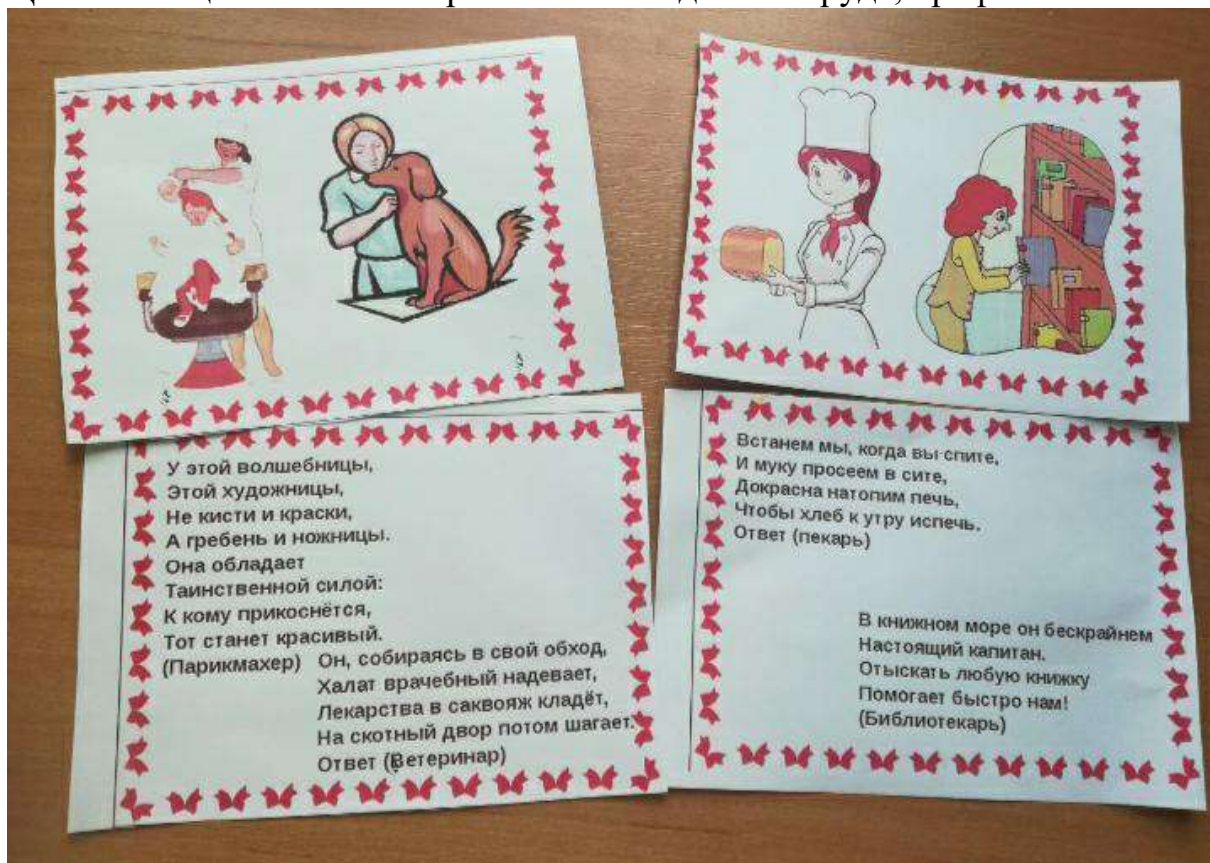 У этой волшебницы,
Этой художницы,
Не кисти и краски,
А гребень и ножницы.
Она обладает
Таинственной силой:
К кому прикоснётся,
Тот станет красивый.
(Парикмахер)
Он, собираясь в свой обход,
Халат врачебный надевает,
Лекарства в саквояж кладёт,
На скотный двор потом шагает.
Ответ (Ветеринар)
Встанем мы, когда вы спите,
И муку просеем в сите,
Докрасна натопим печь,
Чтобы хлеб к утру испечь.
Ответ (пекарь)
В книжном море он бескрайнем
Настоящий капитан.
Отыскать любую книжку
Помогает быстро нам!
(Библиотекарь)